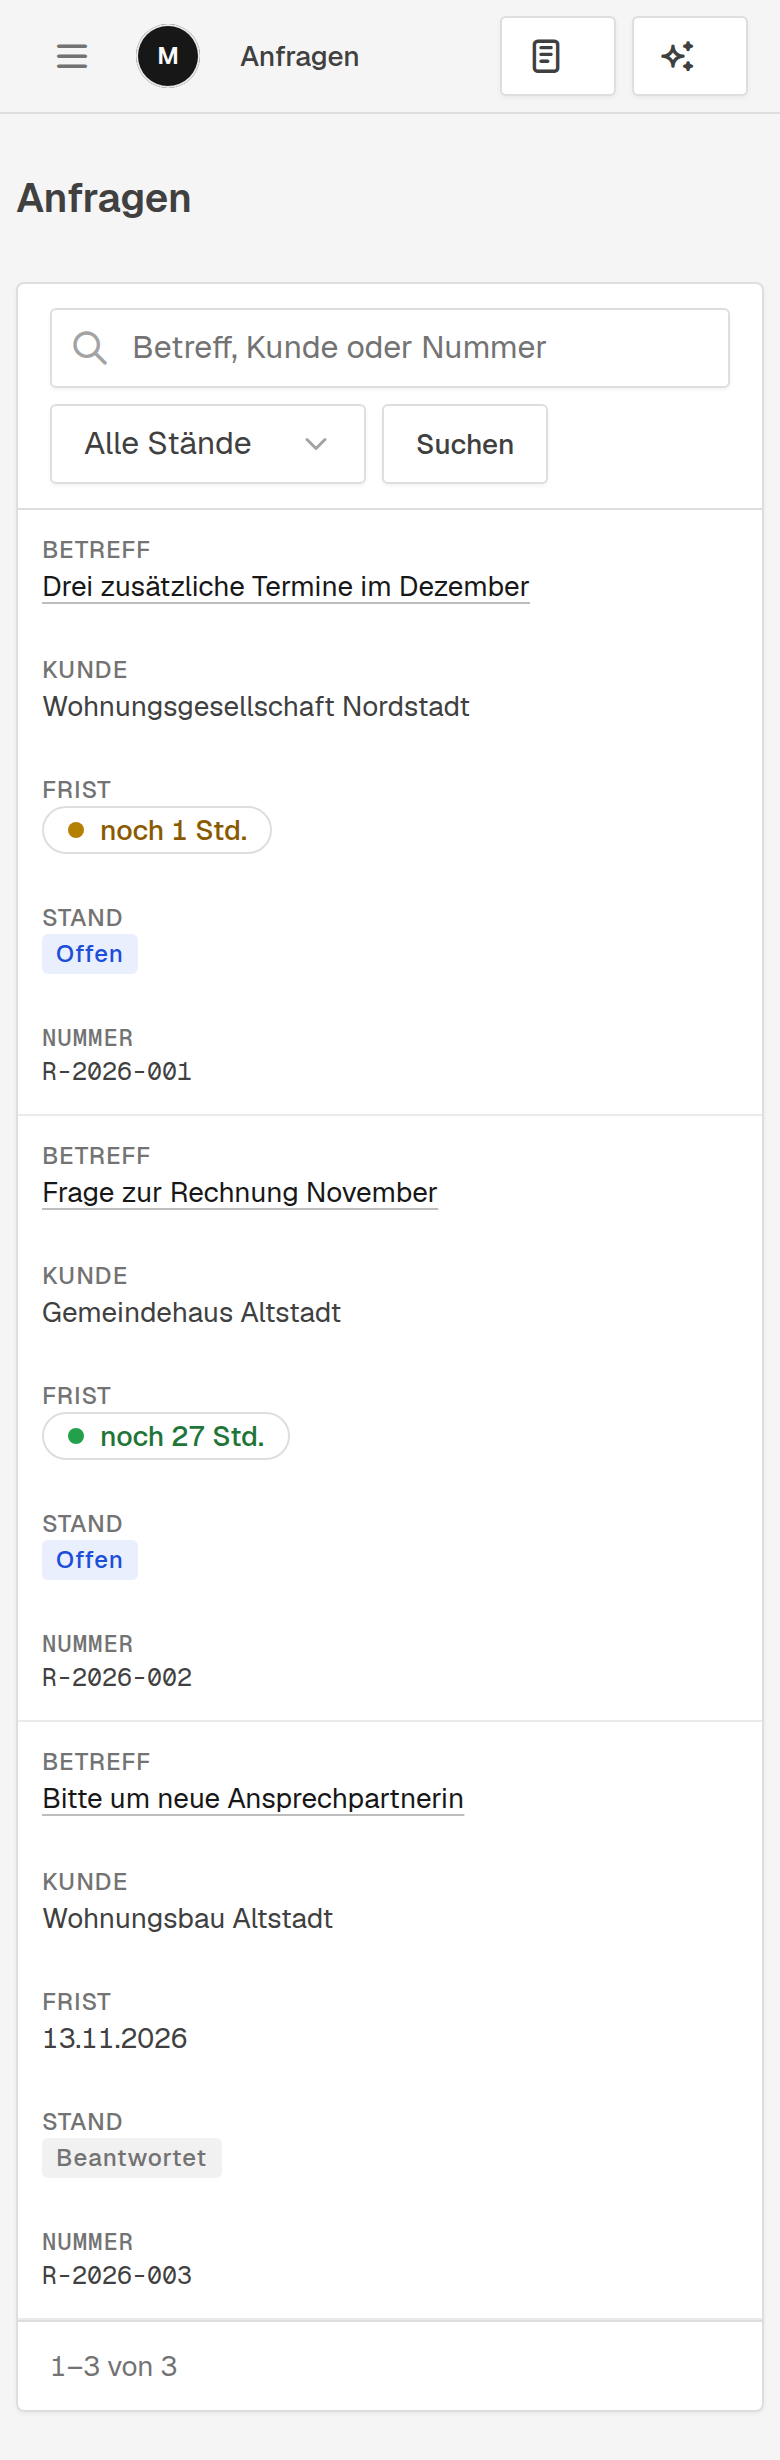 M
Anfragen
Anfragen
Betreff, Kunde oder Nummer
Alle Stände
Suchen
BETREFF
Drei zusätzliche Termine im Dezember
KUNDE
Wohnungsgesellschaft Nordstadt
FRIST
noch 1 Std.
STAND
Offen
NUMMER
R-2026-001
BETREFF
Frage zur Rechnung November
KUNDE
Gemeindehaus Altstadt
FRIST
noch 27 Std.
STAND
Offen
NUMMER
R-2026-002
BETREFF
Bitte um neue Ansprechpartnerin
KUNDE
Wohnungsbau Altstadt
FRIST
13.11.2026
STAND
Beantwortet
NUMMER
R-2026-003
1–3 von 3